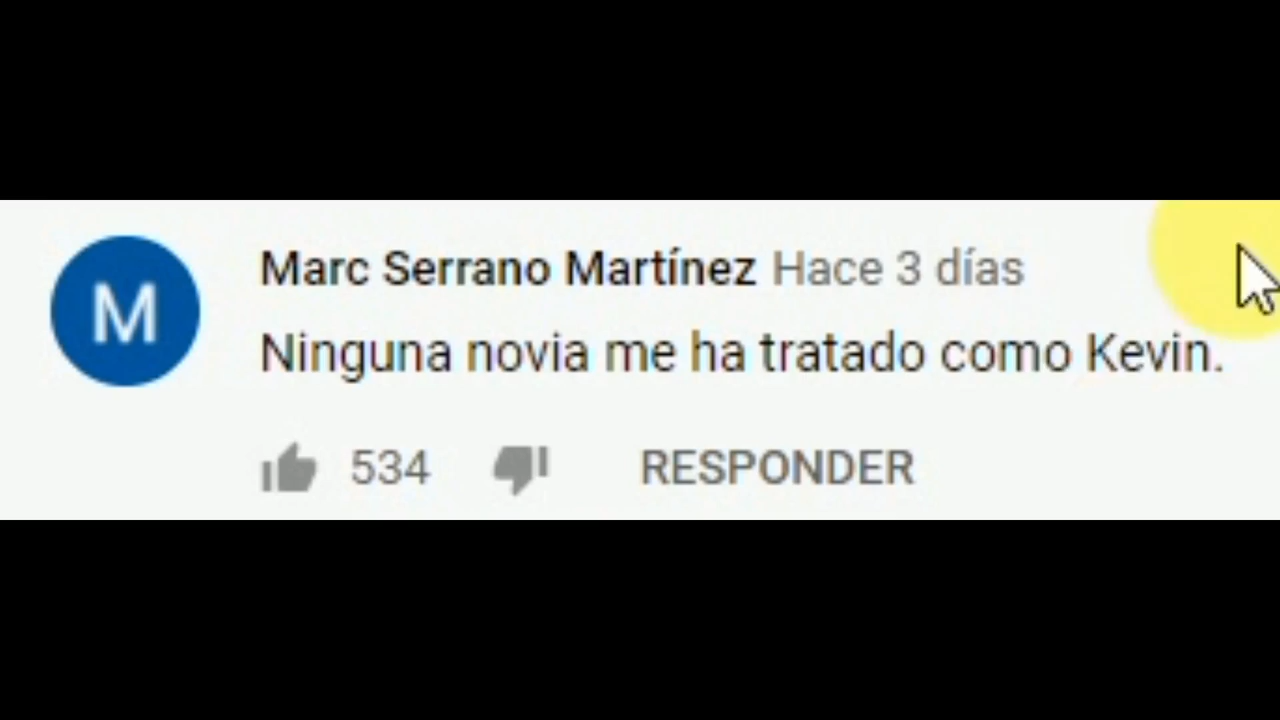 M
Marc Serrano Martínez Hace 3 días
Ninguna novia me ha tratado como Kevin.
534 RESPONDER